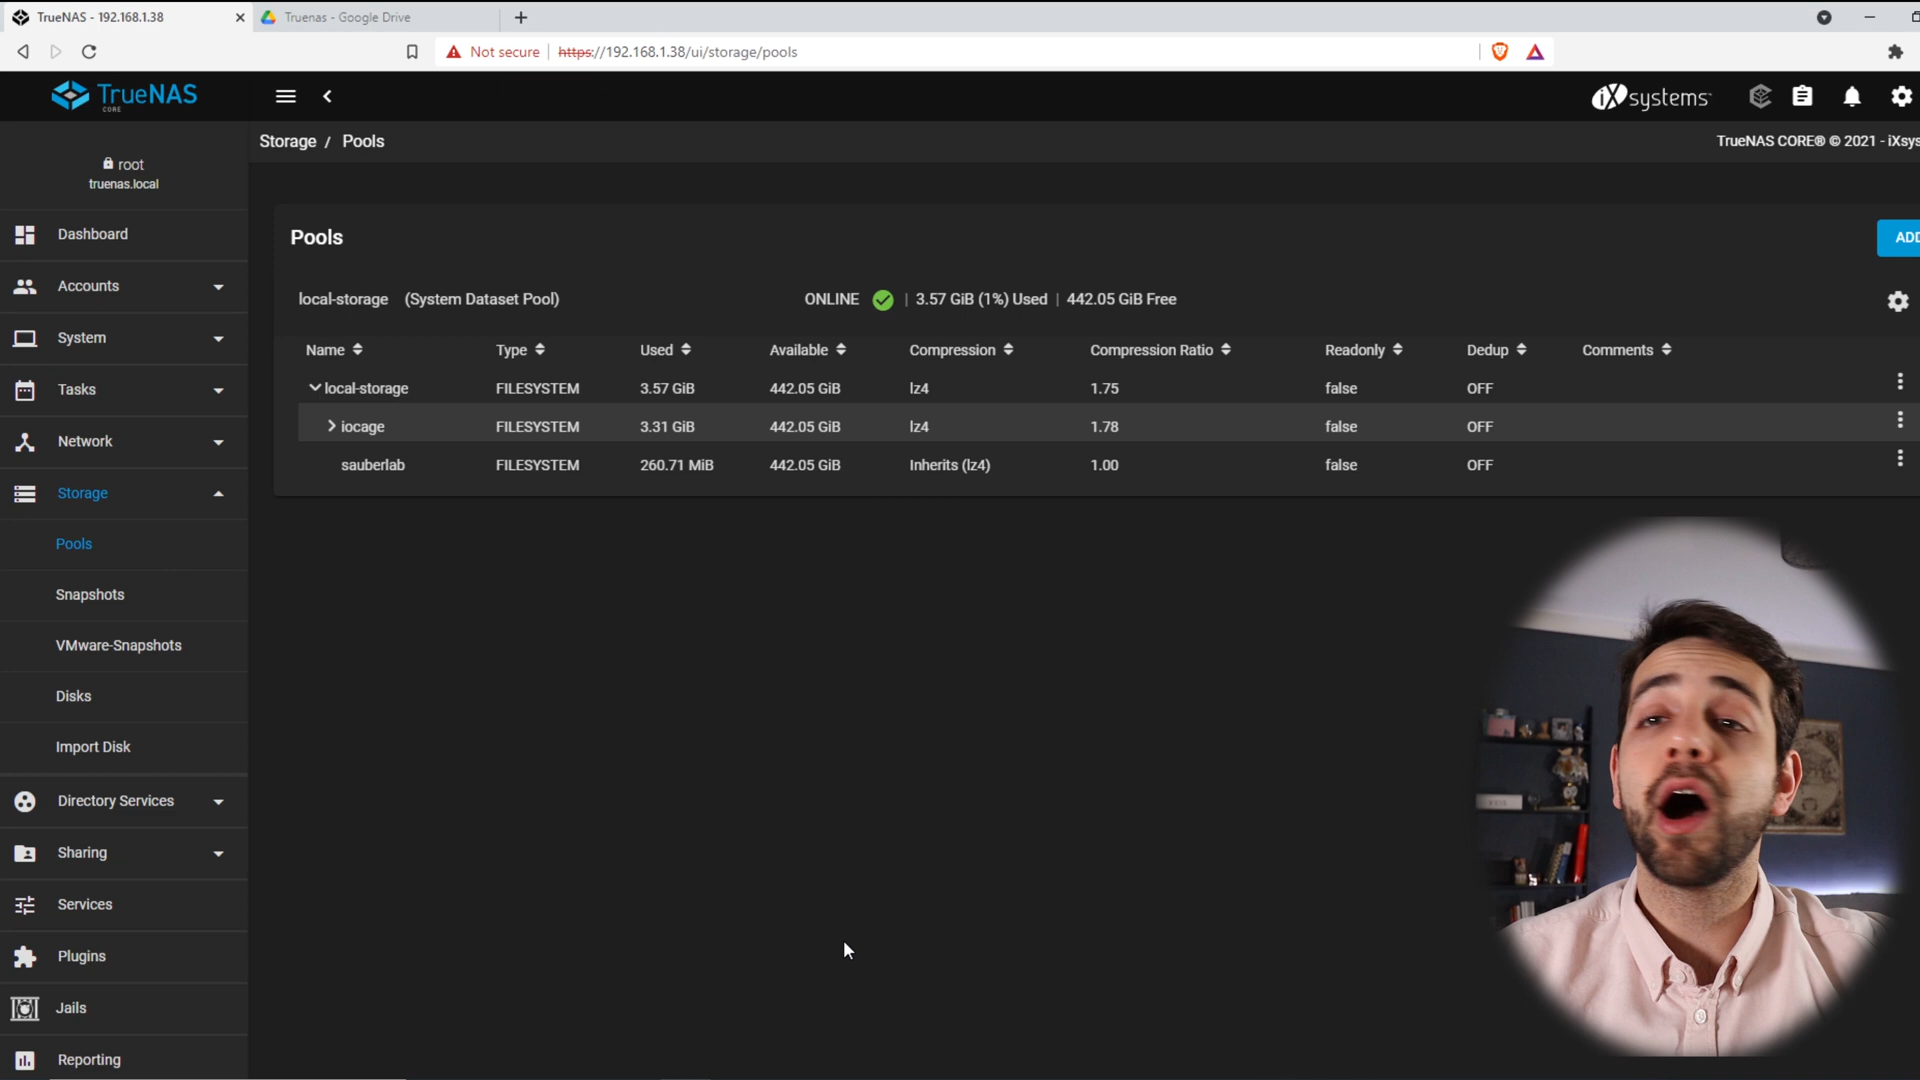 TrueNAS - 192.168.1.38
Truenas - Google Drive
Not secure
https://192.168.1.38/ui/storage/pools
TrueNAS
CORE
iXsystems
root
truenas.local
Storage / Pools
TrueNAS CORE® © 2021 - iXsys
Dashboard
Accounts
System
Tasks
Network
Storage
Pools
Snapshots
VMware-Snapshots
Disks
Import Disk
Directory Services
Sharing
Services
Plugins
Jails
Reporting
Pools
ADD
local-storage (System Dataset Pool) ONLINE | 3.57 GiB (1%) Used | 442.05 GiB Free
Name Type Used Available Compression Compression Ratio Readonly Dedup Comments
local-storage FILESYSTEM 3.57 GiB 442.05 GiB lz4 1.75 false OFF
iocage FILESYSTEM 3.31 GiB 442.05 GiB lz4 1.78 false OFF
sauberlab FILESYSTEM 260.71 MiB 442.05 GiB Inherits (lz4) 1.00 false OFF